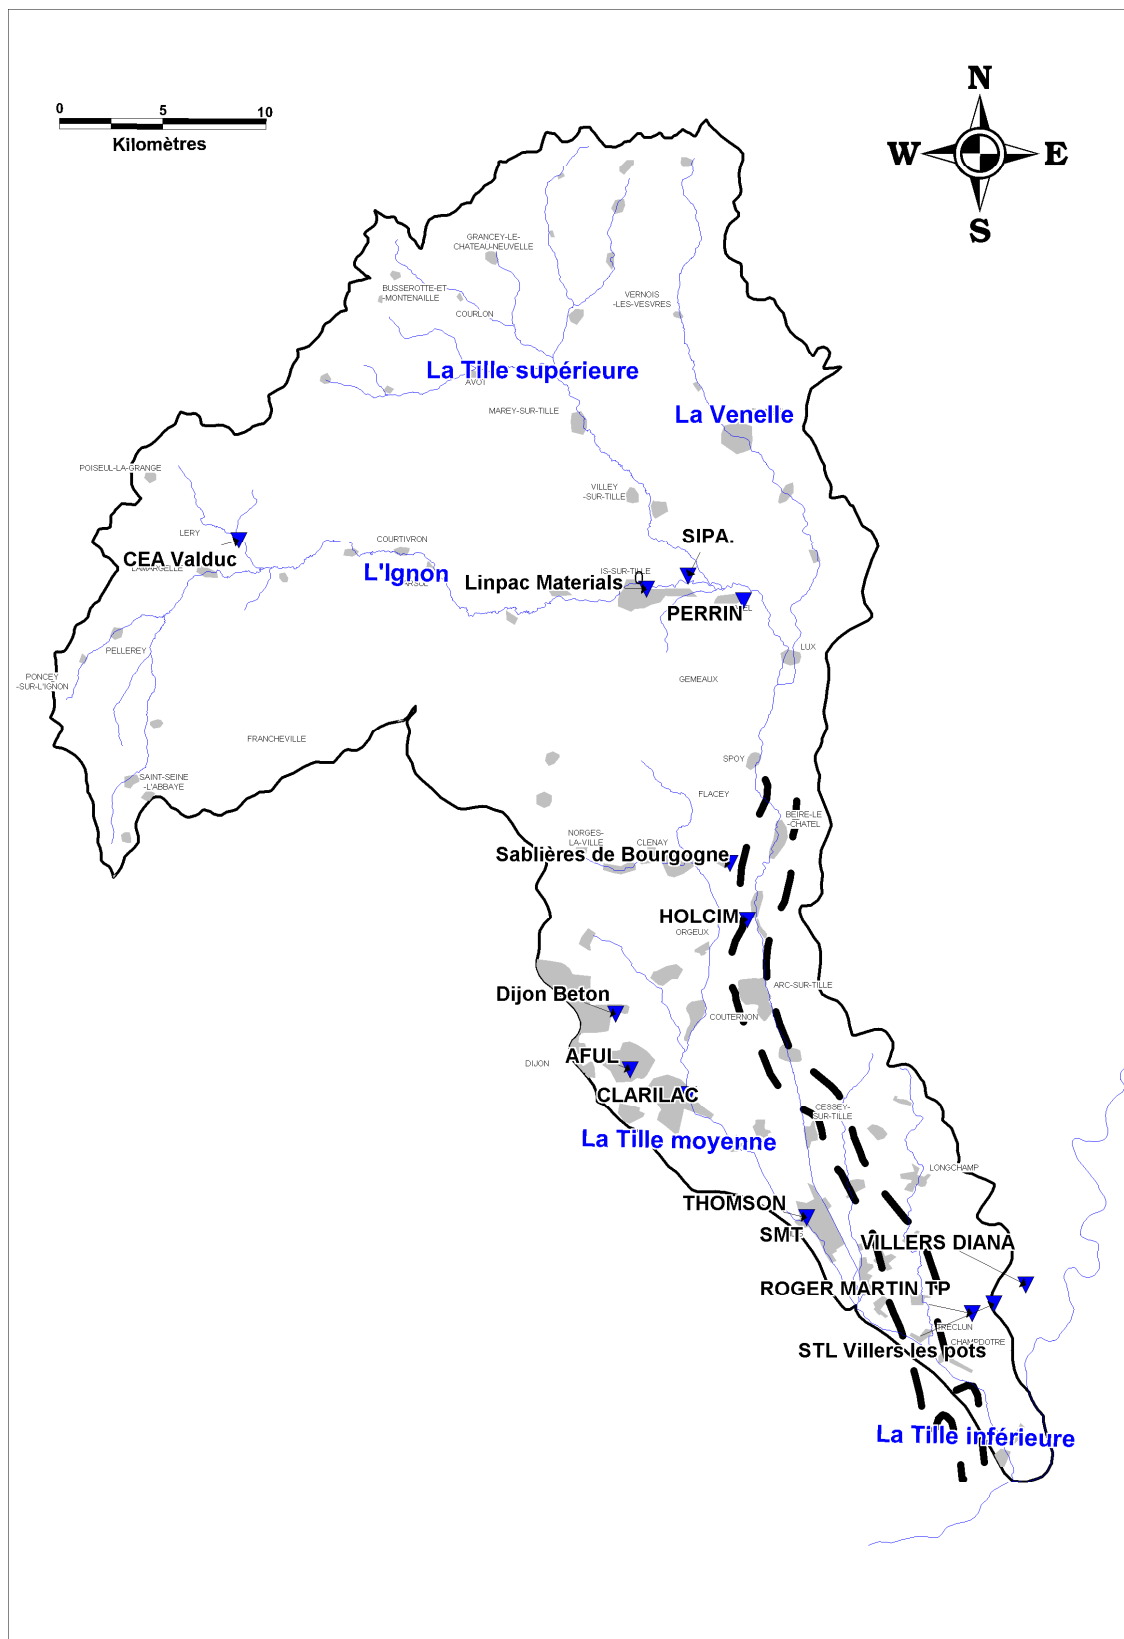 N
0 5 10
Kilomètres
W E
S
GRANCEY-LE-
CHATEAU-NEUVELLE
BUSSEROTTE-ET
-MONTENAILLE
VERNOIS
-LES-VESVRES
COURLON
La Tille supérieure
AVOT
MAREY-SUR-TILLE
La Venelle
POISEUL-LA-GRANGE
VILLEY
-SUR-TILLE
LERY
SIPA.
COURTIVRON
CEA Valduc
LAMARGELLE
L'Ignon
IS-SUR-TILLE
Linpac Materials
PERRIN
LUX
PELLEREY
PONCEY
-SUR-L'IGNON
GEMEAUX
FRANCHEVILLE
SPOY
SAINT-SEINE
-L'ABBAYE
FLACEY
BEIRE-LE
-CHATEL
NORGES-
LA-VILLE
CLENAY
Sablières de Bourgogne
HOLCIM
ORGEUX
ARC-SUR-TILLE
Dijon Beton
COUTERNON
DIJON
AFUL
CLARILAC
CESSEY-
SUR-TILLE
La Tille moyenne
LONGCHAMP
THOMSON
SMT
VILLERS DIANA
ROGER MARTIN TP
TRECLUN
CHAMPDOTRE
STL Villers les pots
La Tille inférieure